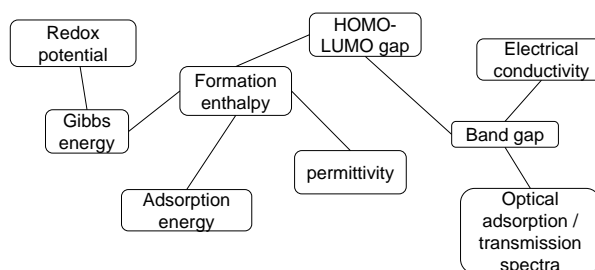 Redox
potential
HOMO-
LUMO gap
Electrical
conductivity
Formation
enthalpy
Gibbs
energy
Band gap
permittivity
Adsorption
energy
Optical
adsorption /
transmission
spectra